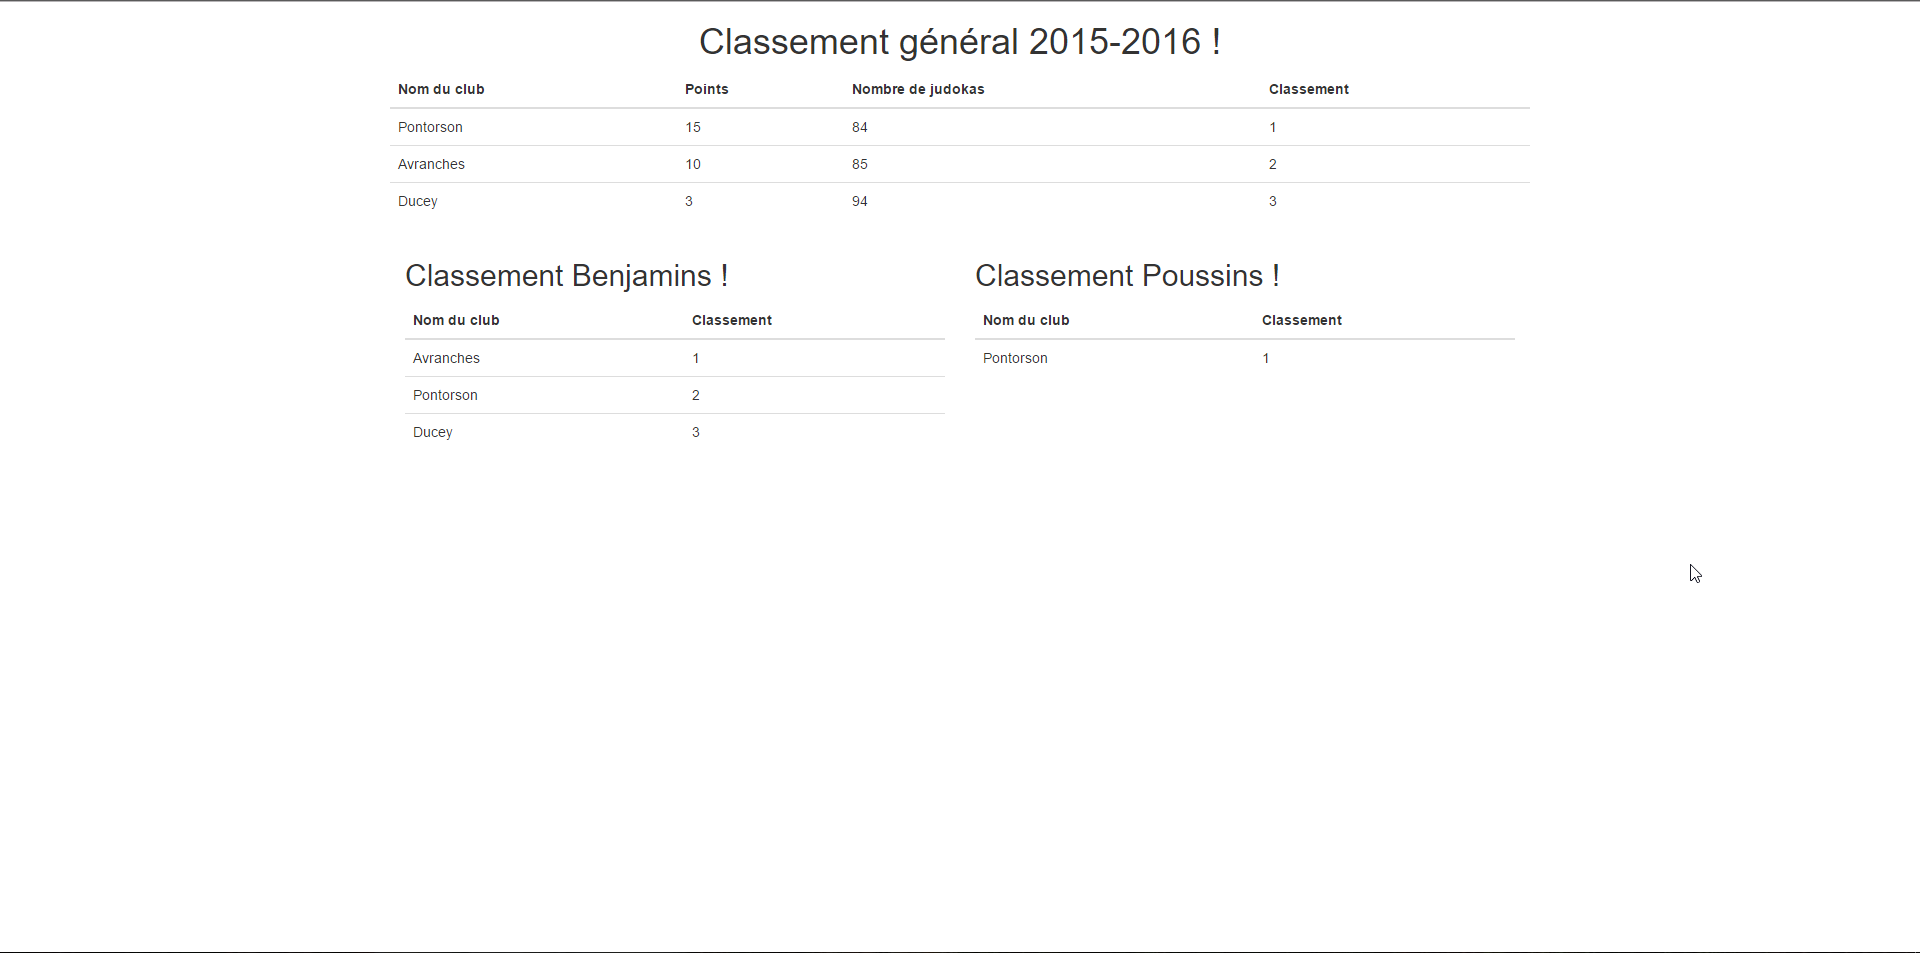 Classement général 2015-2016 !
Nom du club Points Nombre de judokas Classement
Pontorson 15 84 1
Avranches 10 85 2
Ducey 3 94 3
Classement Benjamins !
Nom du club Classement
Avranches 1
Pontorson 2
Ducey 3
Classement Poussins !
Nom du club Classement
Pontorson 1